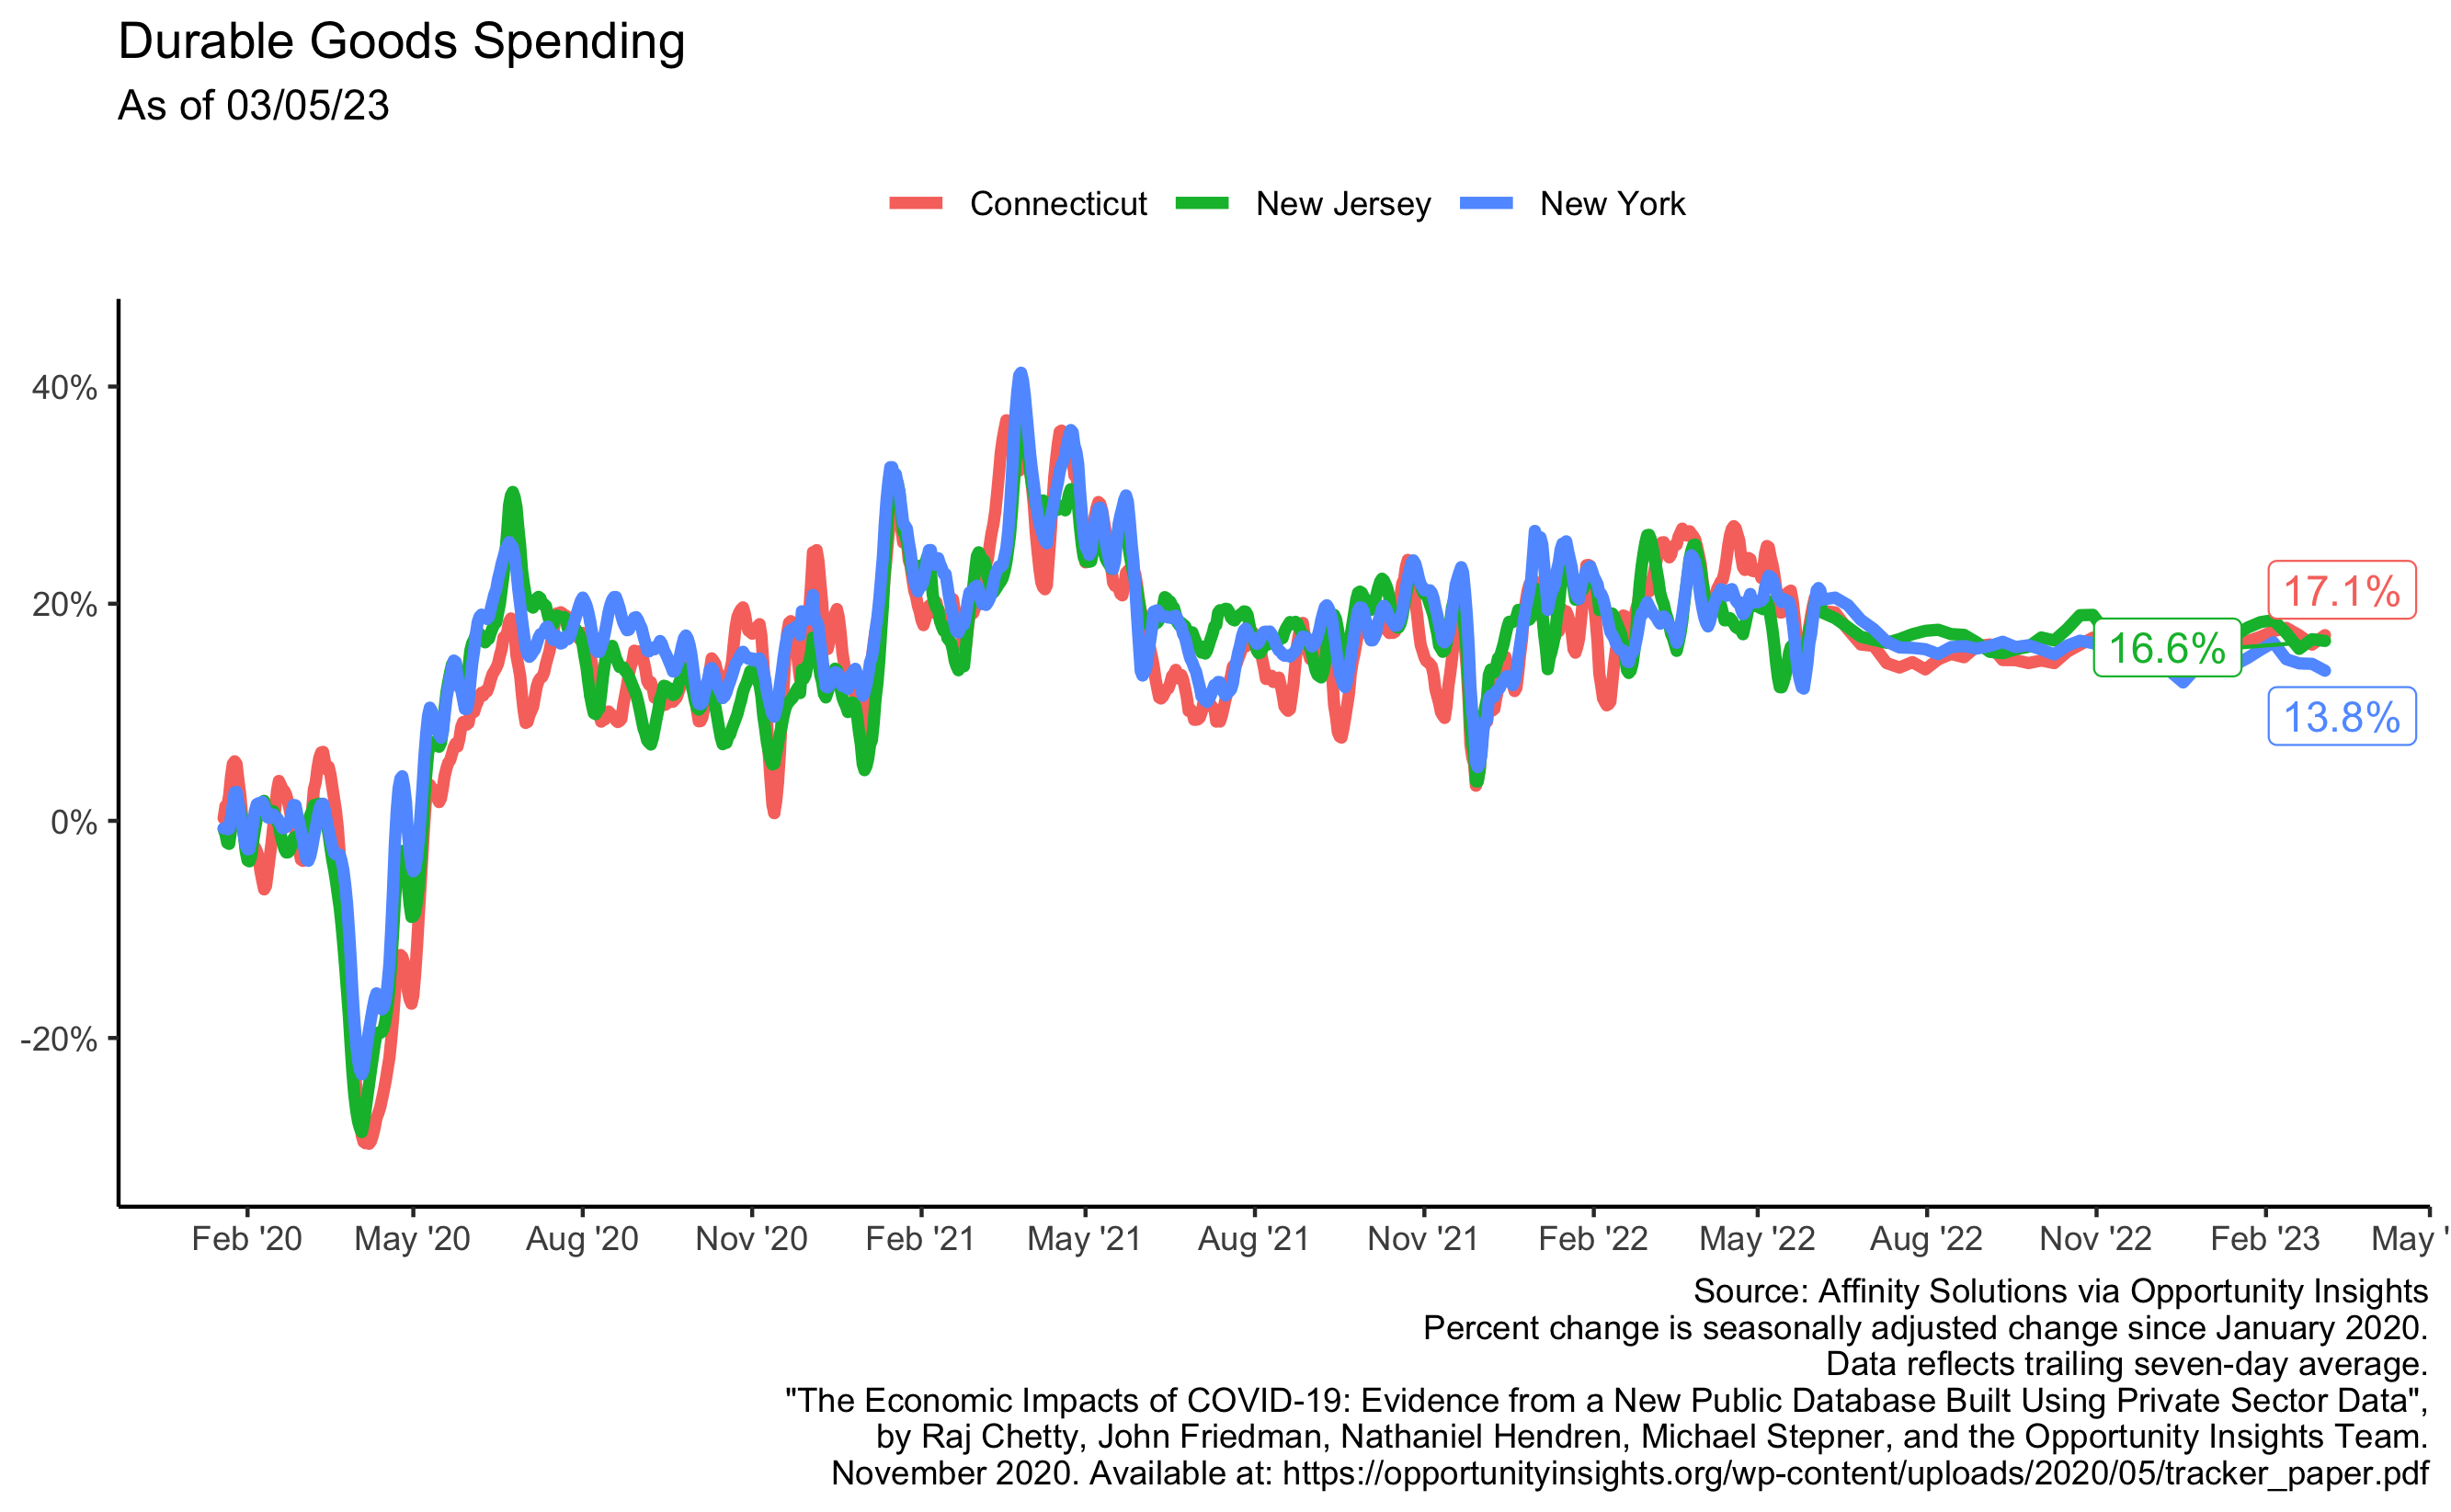 Durable Goods Spending
As of 03/05/23
Connecticut New Jersey New York
40%
20%
0%
-20%
17.1%
16.6%
13.8%
Feb '20 May '20 Aug '20 Nov '20 Feb '21 May '21 Aug '21 Nov '21 Feb '22 May '22 Aug '22 Nov '22 Feb '23 May '
Source: Affinity Solutions via Opportunity Insights
Percent change is seasonally adjusted change since January 2020.
Data reflects trailing seven-day average.
"The Economic Impacts of COVID-19: Evidence from a New Public Database Built Using Private Sector Data",
by Raj Chetty, John Friedman, Nathaniel Hendren, Michael Stepner, and the Opportunity Insights Team.
November 2020. Available at: https://opportunityinsights.org/wp-content/uploads/2020/05/tracker_paper.pdf